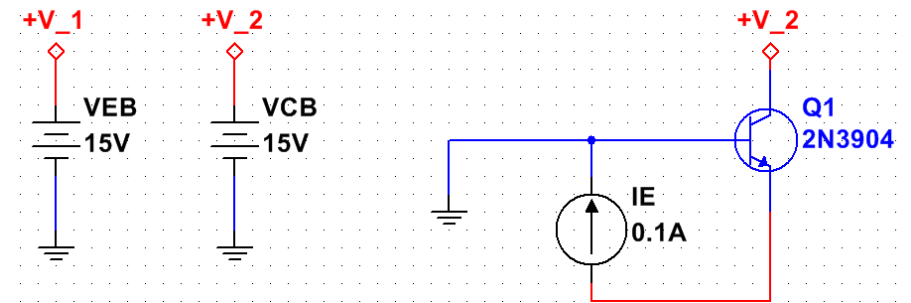 +V_1
+V_2
+V_2
VEB
15V
VCB
15V
Q1
2N3904
IE
0.1A